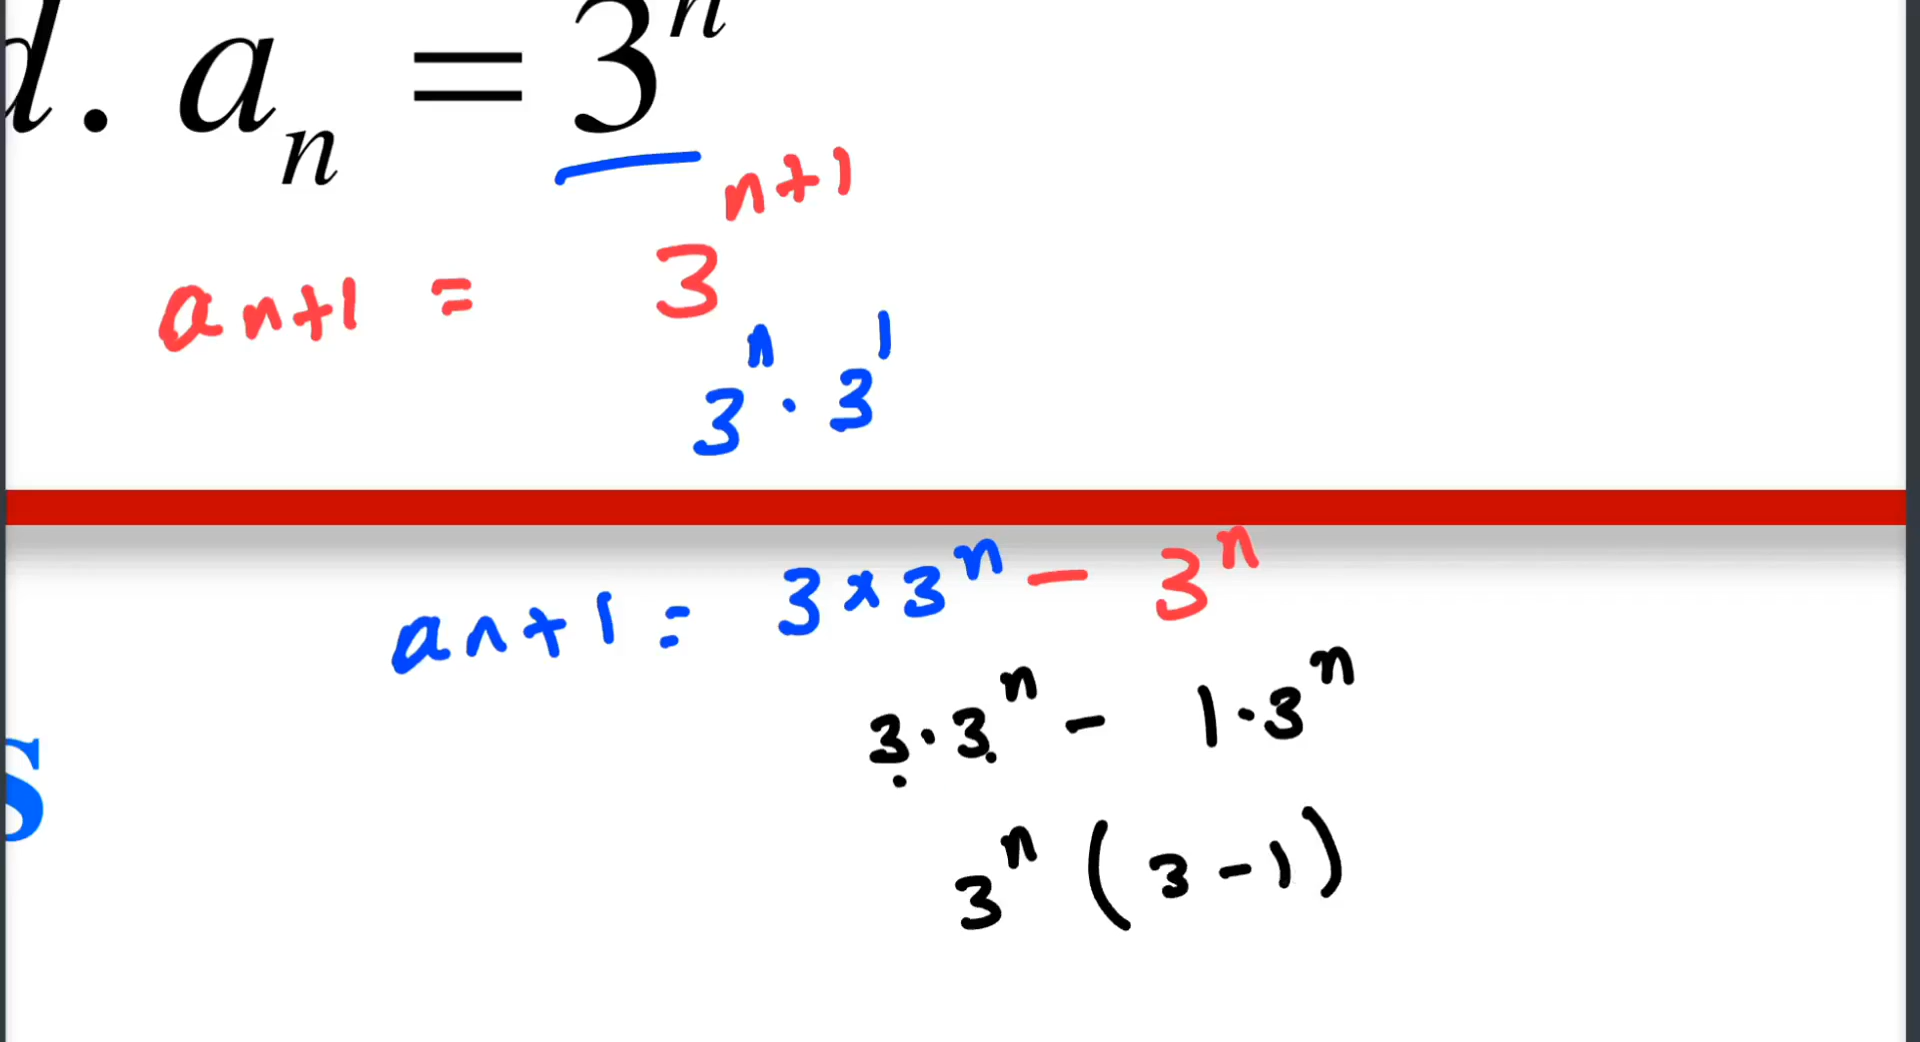 d. aₙ = 3ⁿ
an+1 = 3ⁿ⁺¹
3ⁿ · 3¹
an+1 = 3 × 3ⁿ - 3ⁿ
3 · 3ⁿ - 1 · 3ⁿ
s
3ⁿ (3 - 1)